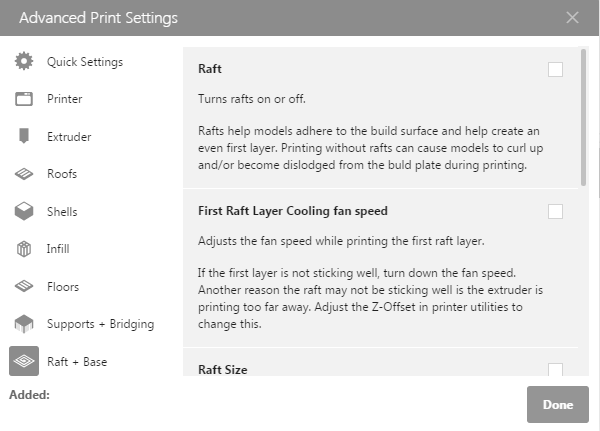 Advanced Print Settings
Quick Settings
Printer
Extruder
Roofs
Shells
Infill
Floors
Supports + Bridging
Raft + Base
Raft
Turns rafts on or off.
Rafts help models adhere to the build surface and help create an
even first layer. Printing without rafts can cause models to curl up
and/or become dislodged from the buld plate during printing.
First Raft Layer Cooling fan speed
Adjusts the fan speed while printing the first raft layer.
If the first layer is not sticking well, turn down the fan speed.
Another reason the raft may not be sticking well is the extruder is
printing too far away. Adjust the Z-Offset in printer utilities to
change this.
Raft Size
Added:
Done